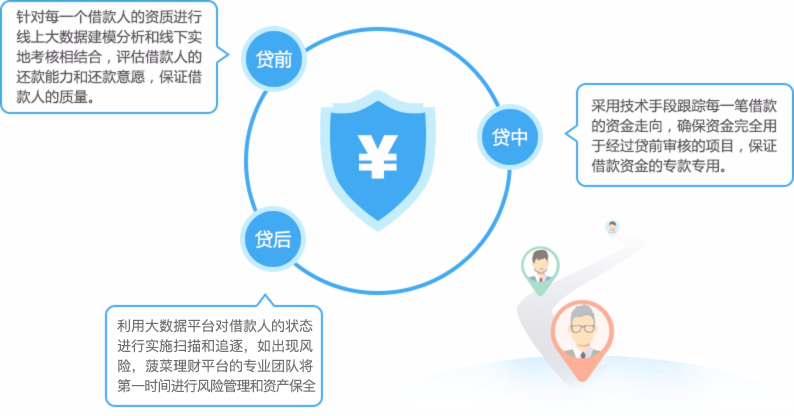 针对每一个借款人的资质进行
线上大数据建模分析和线下实
地考核相结合，评估借款人的
还款能力和还款意愿，保证借
款人的质量。
贷前
采用技术手段跟踪每一笔借款
的资金走向，确保资金完全用
于经过贷前审核的项目，保证
借款资金的专款专用。
贷中
¥
贷后
利用大数据平台对借款人的状态
进行实施扫描和追逐，如出现风
险，菠菜理财平台的专业团队将
第一时间进行风险管理和资产保全